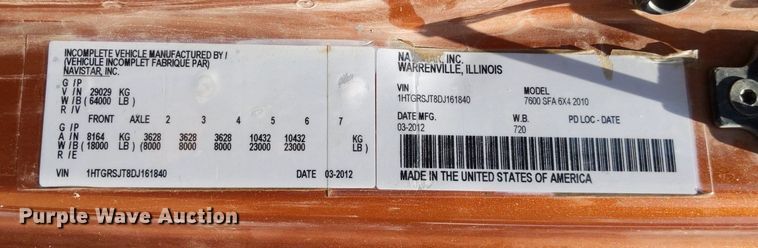 INCOMPLETE VEHICLE MANUFACTURED BY /
(VEHICULE INCOMPLET FABRIQUE PAR)
NAVISTAR, INC.
G / P
V / N 29029 KG
W / B (64000 LB)
R / V
FRONT AXLE 2 3 4 5 6 7
G / P
A / N 8164 KG 3628 3628 3628 10432 10432
W / B (18000 LB) (8000 8000 8000 23000 23000 )
R / E
VIN 1HTGRSJT8DJ161840 DATE 03-2012
NAVISTAR, INC.
WARRENVILLE, ILLINOIS
VIN MODEL
1HTGRSJT8DJ161840 7600 SFA 6X4 2010
DATE MFG. W.B. PD LOC - DATE
03-2012 720
MADE IN THE UNITED STATES OF AMERICA
Purple Wave Auction